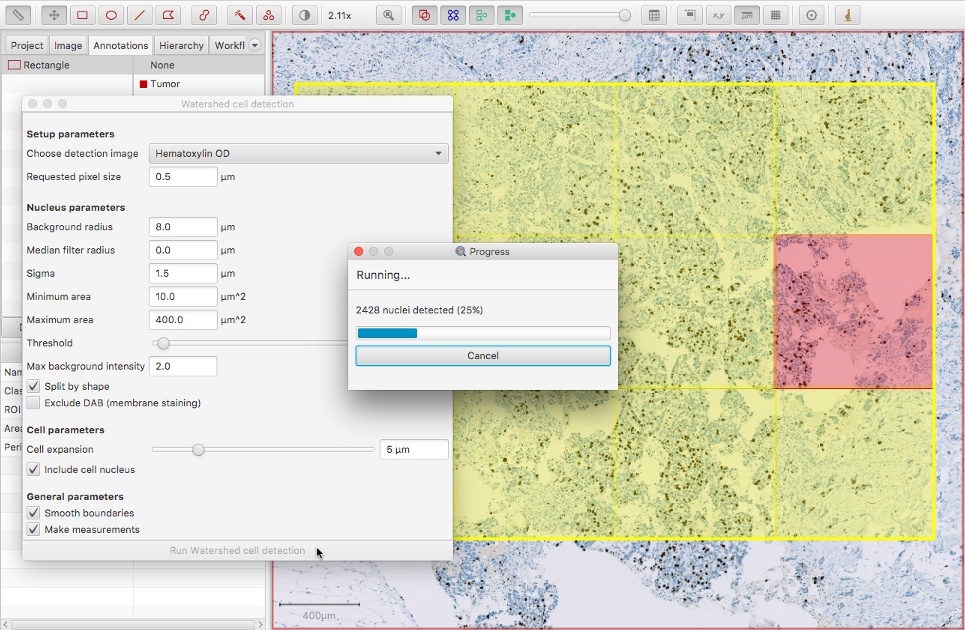 2.11x
x,y
µm
Project Image Annotations Hierarchy Workfl
Rectangle None
Tumor
Watershed cell detection
Setup parameters
Choose detection image Hematoxylin OD
Requested pixel size 0.5 µm
Nucleus parameters
Background radius 8.0 µm
Median filter radius 0.0 µm
Sigma 1.5 µm
Minimum area 10.0 µm^2
Maximum area 400.0 µm^2
Threshold
Max background intensity 2.0
Split by shape
Exclude DAB (membrane staining)
Cell parameters
Cell expansion 5 µm
Include cell nucleus
General parameters
Smooth boundaries
Make measurements
Run Watershed cell detection
Progress
Running...
2428 nuclei detected (25%)
Cancel
Nam
Clas
ROI
Area
Peri
400µm